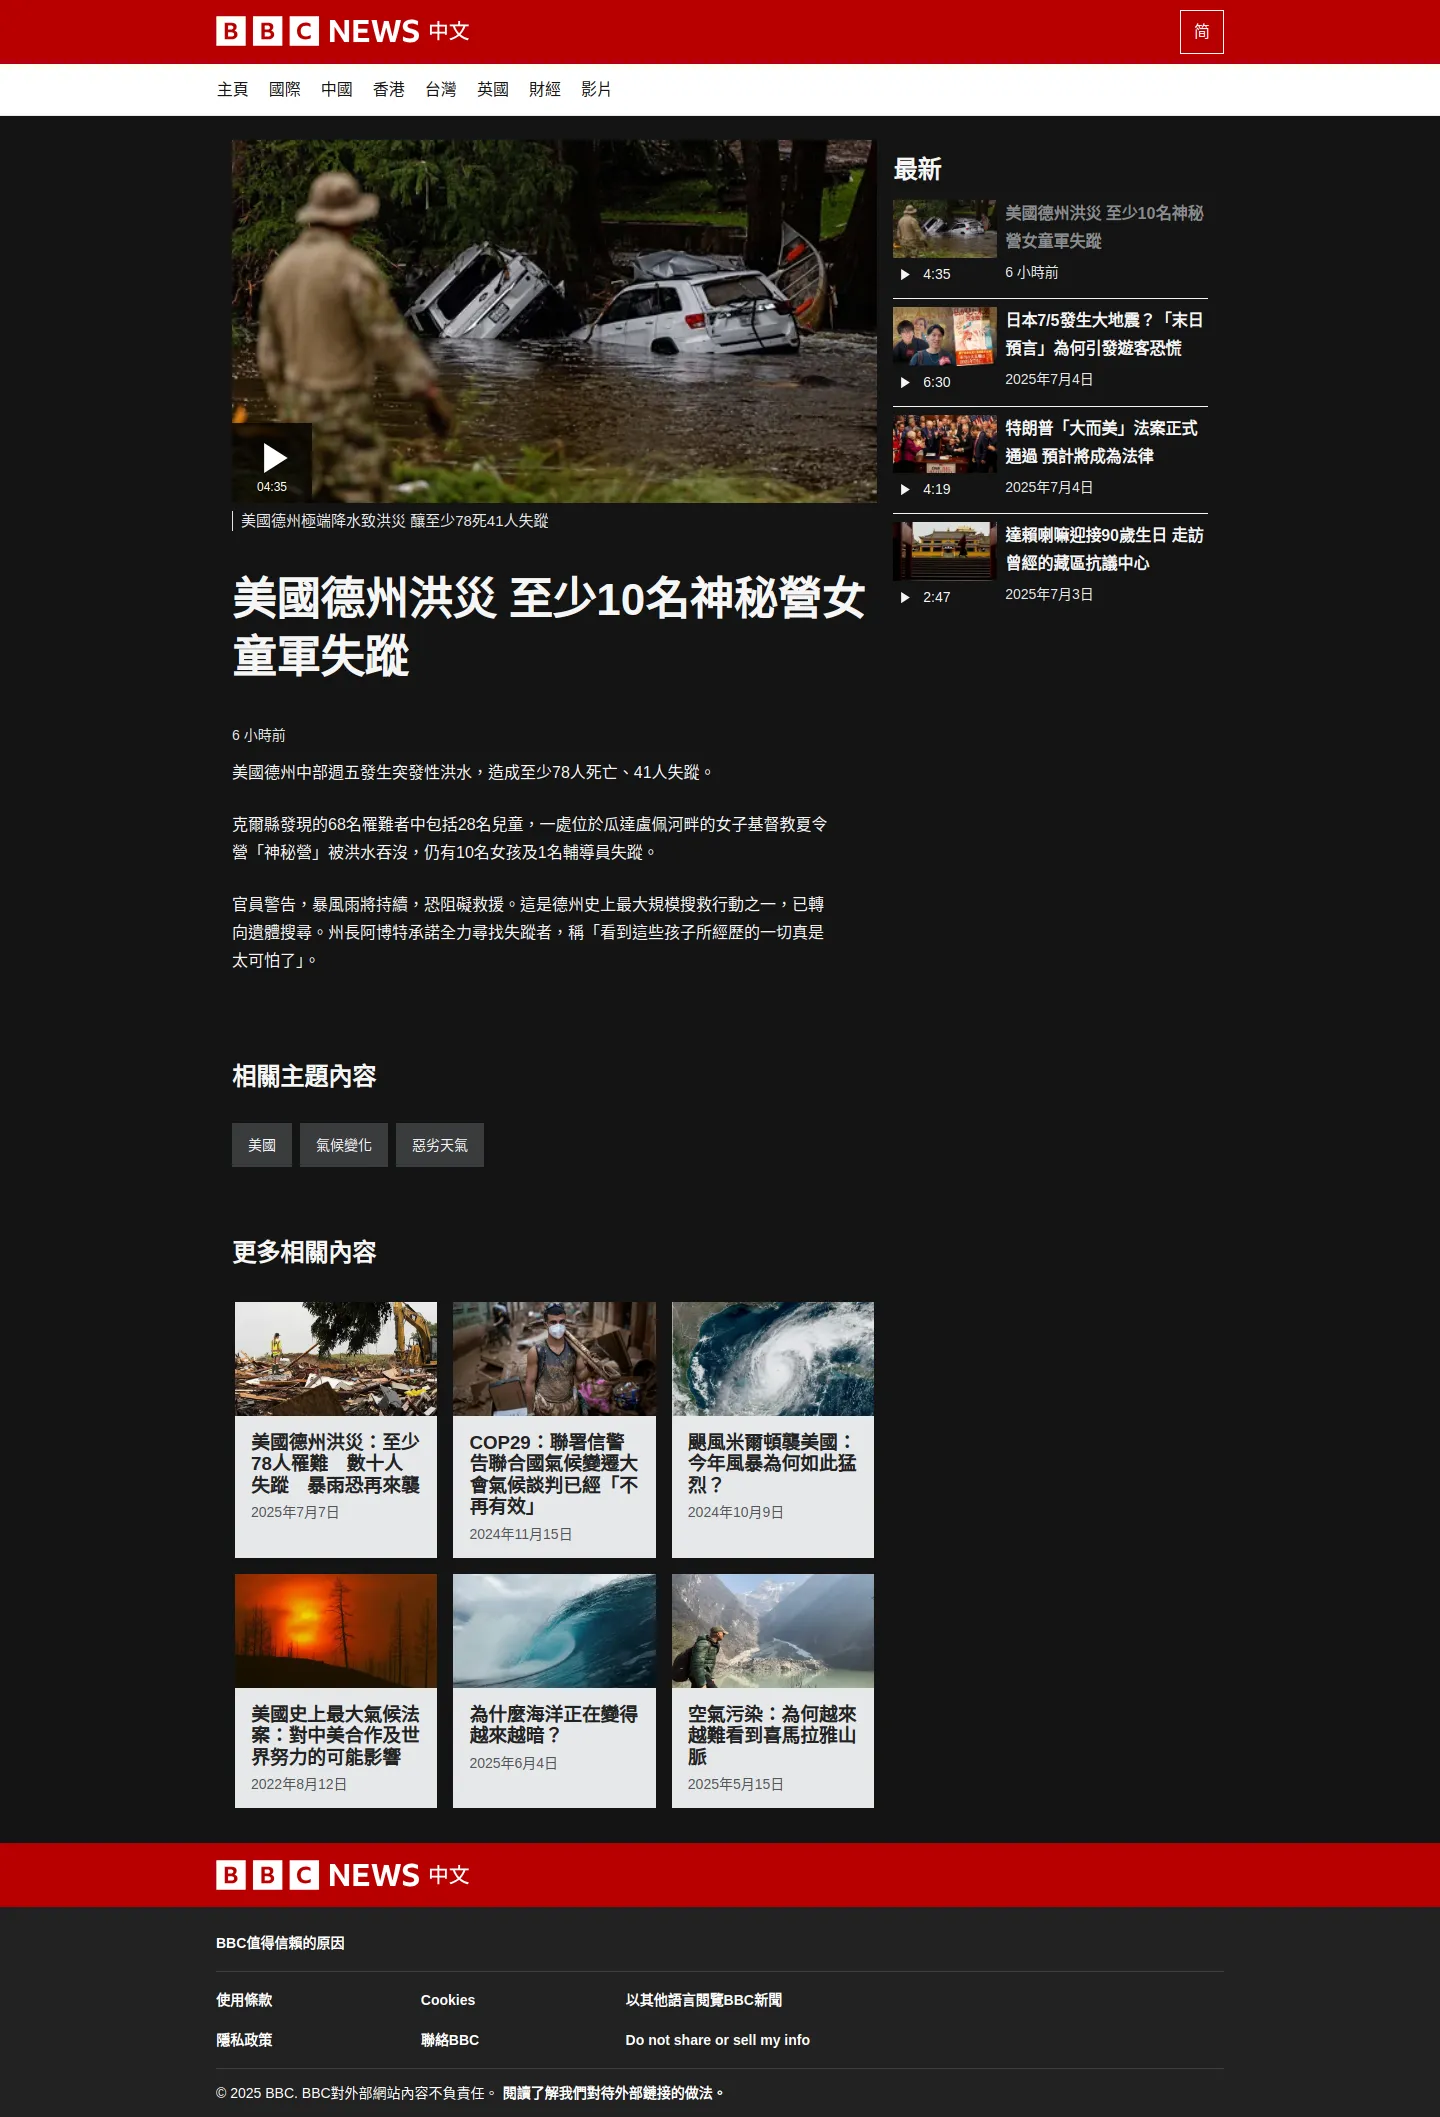 BBC NEWS 中文
简
主頁 國際 中國 香港 台灣 英國 財經 影片
04:35
美國德州極端降水致洪災 釀至少78死41人失蹤
美國德州洪災 至少10名神秘營女
童軍失蹤
6 小時前
美國德州中部週五發生突發性洪水，造成至少78人死亡、41人失蹤。
克爾縣發現的68名罹難者中包括28名兒童，一處位於瓜達盧佩河畔的女子基督教夏令
營「神秘營」被洪水吞沒，仍有10名女孩及1名輔導員失蹤。
官員警告，暴風雨將持續，恐阻礙救援。這是德州史上最大規模搜救行動之一，已轉
向遺體搜尋。州長阿博特承諾全力尋找失蹤者，稱「看到這些孩子所經歷的一切真是
太可怕了」。
最新
美國德州洪災 至少10名神秘
營女童軍失蹤
4:35
6 小時前
日本7/5發生大地震？「末日
預言」為何引發遊客恐慌
6:30
2025年7月4日
特朗普「大而美」法案正式
通過 預計將成為法律
4:19
2025年7月4日
達賴喇嘛迎接90歲生日 走訪
曾經的藏區抗議中心
2:47
2025年7月3日
相關主題內容
美國 氣候變化 惡劣天氣
更多相關內容
美國德州洪災：至少
78人罹難　數十人
失蹤　暴雨恐再來襲
2025年7月7日
COP29：聯署信警
告聯合國氣候變遷大
會氣候談判已經「不
再有效」
2024年11月15日
颶風米爾頓襲美國：
今年風暴為何如此猛
烈？
2024年10月9日
美國史上最大氣候法
案：對中美合作及世
界努力的可能影響
2022年8月12日
為什麼海洋正在變得
越來越暗？
2025年6月4日
空氣污染：為何越來
越難看到喜馬拉雅山
脈
2025年5月15日
BBC NEWS 中文
BBC值得信賴的原因
使用條款 Cookies 以其他語言閱覽BBC新聞
隱私政策 聯絡BBC Do not share or sell my info
© 2025 BBC. BBC對外部網站內容不負責任。 閱讀了解我們對待外部鏈接的做法。